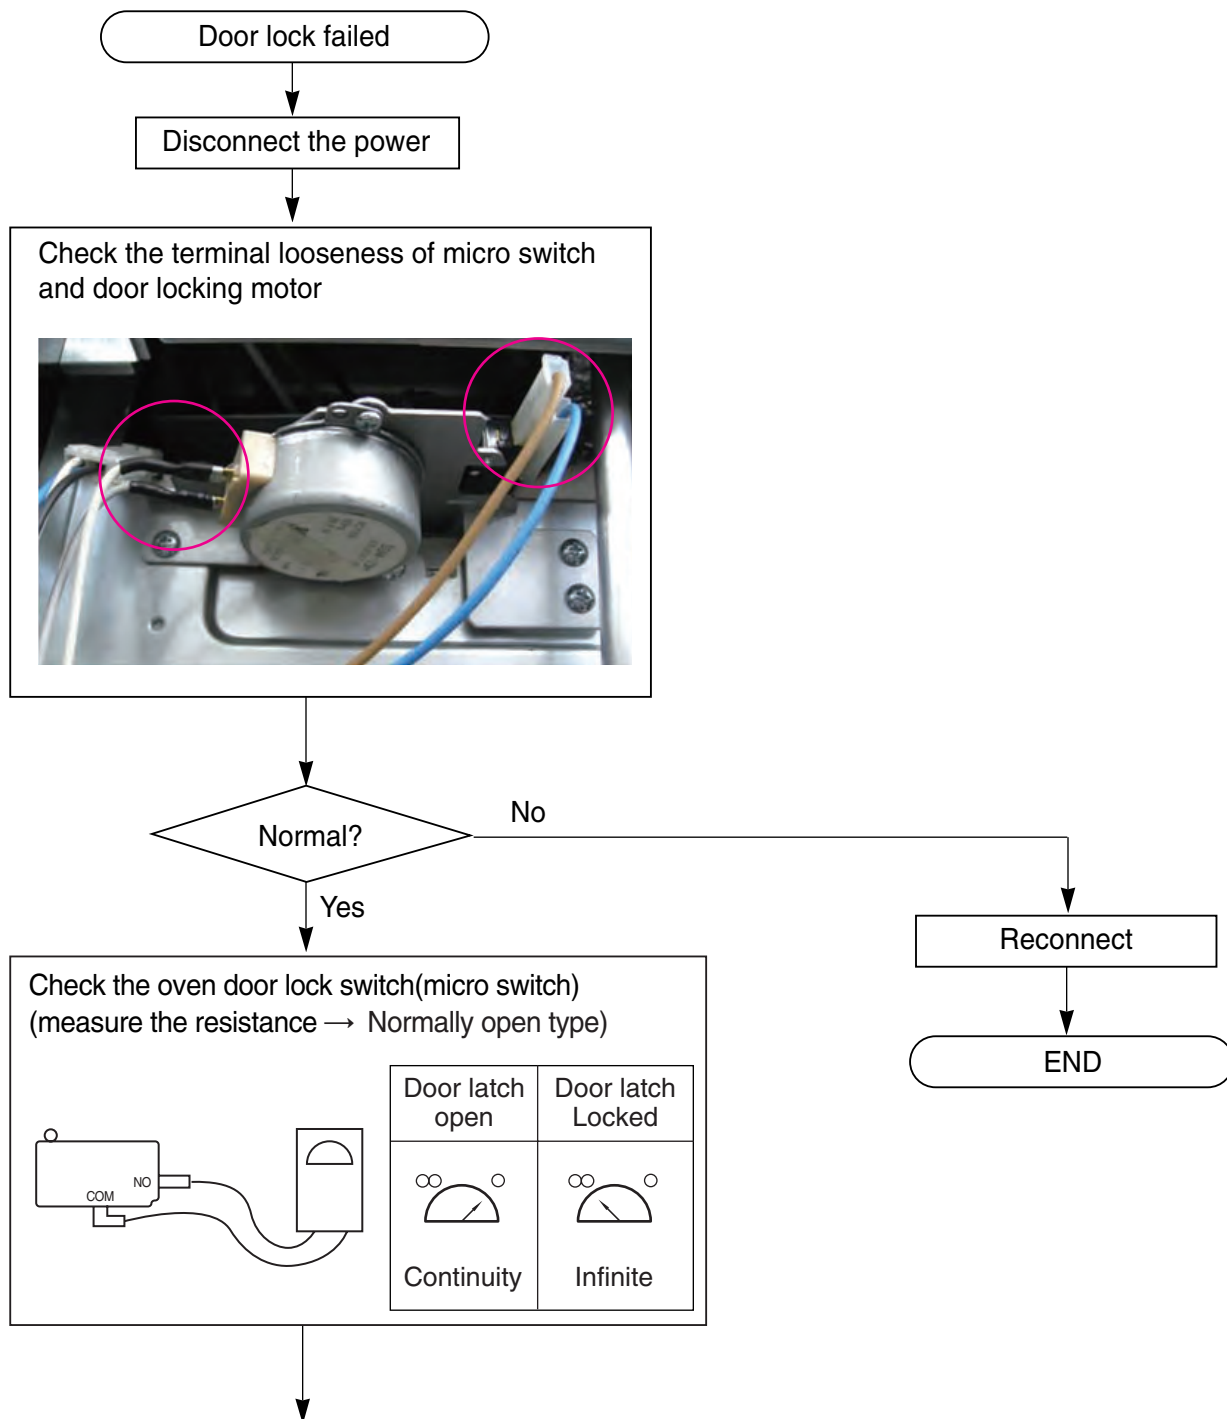 Door lock failed
Disconnect the power
Check the terminal looseness of micro switch
and door locking motor
Normal?
No
Yes
Reconnect
END
Check the oven door lock switch(micro switch)
(measure the resistance → Normally open type)
NO
COM
Door latch
open
Door latch
Locked
Continuity
Infinite